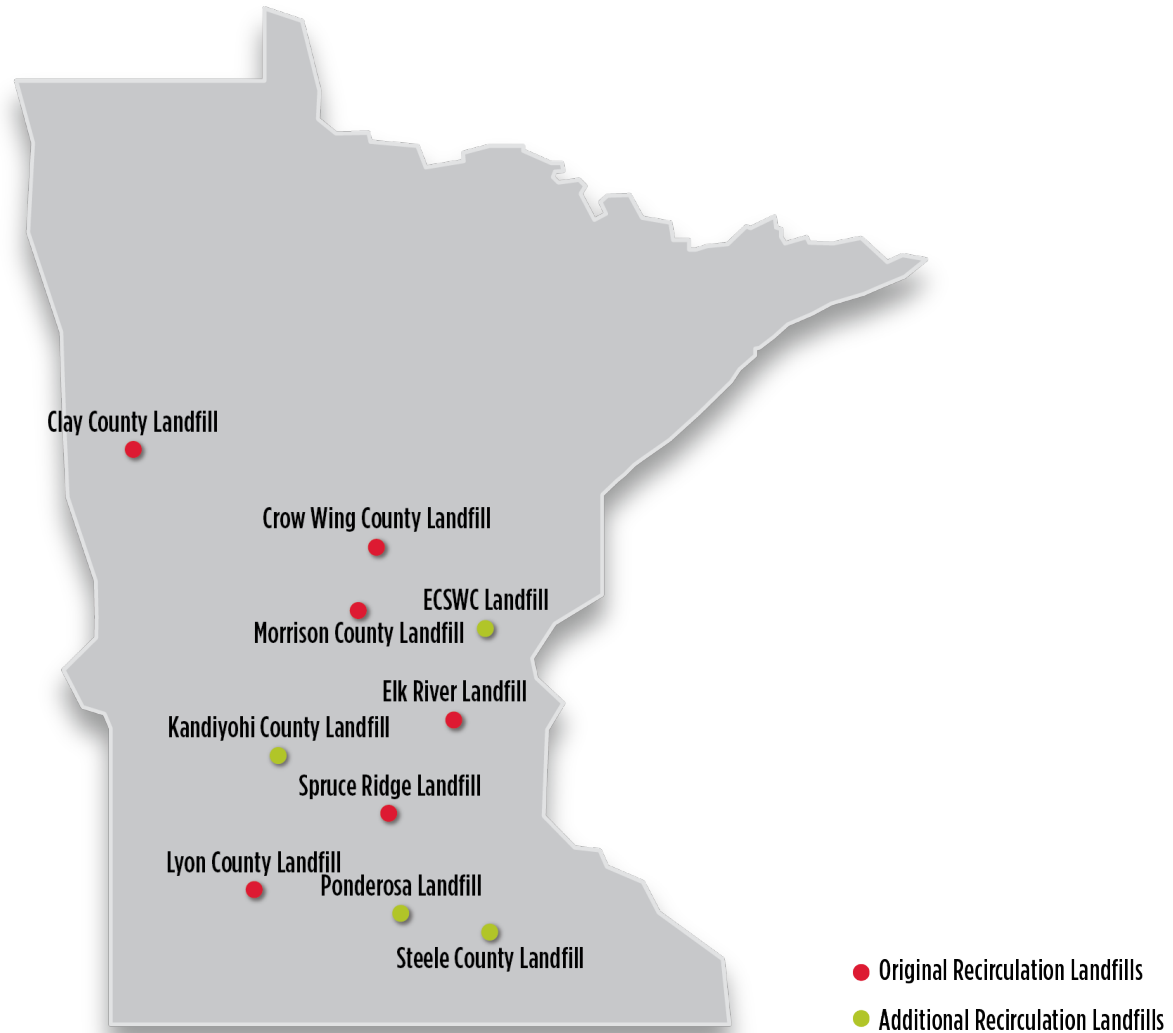 Clay County Landfill
Crow Wing County Landfill
ECSWC Landfill
Morrison County Landfill
Elk River Landfill
Kandiyohi County Landfill
Spruce Ridge Landfill
Lyon County Landfill
Ponderosa Landfill
Steele County Landfill
Original Recirculation Landfills
Additional Recirculation Landfills